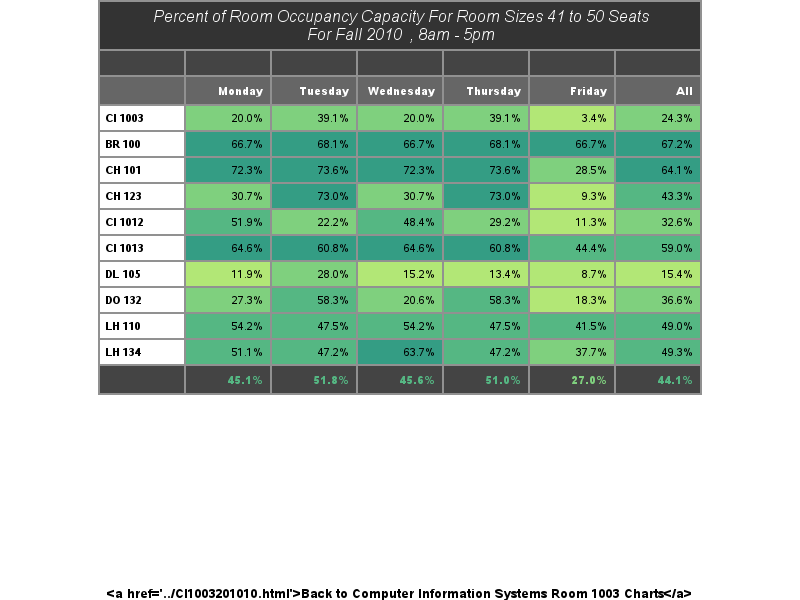 Percent of Room Occupancy Capacity For Room Sizes 41 to 50 Seats
For Fall 2010 , 8am - 5pm
Monday Tuesday Wednesday Thursday Friday All
CI 1003 20.0% 39.1% 20.0% 39.1% 3.4% 24.3%
BR 100 66.7% 68.1% 66.7% 68.1% 66.7% 67.2%
CH 101 72.3% 73.6% 72.3% 73.6% 28.5% 64.1%
CH 123 30.7% 73.0% 30.7% 73.0% 9.3% 43.3%
CI 1012 51.9% 22.2% 48.4% 29.2% 11.3% 32.6%
CI 1013 64.6% 60.8% 64.6% 60.8% 44.4% 59.0%
DL 105 11.9% 28.0% 15.2% 13.4% 8.7% 15.4%
DO 132 27.3% 58.3% 20.6% 58.3% 18.3% 36.6%
LH 110 54.2% 47.5% 54.2% 47.5% 41.5% 49.0%
LH 134 51.1% 47.2% 63.7% 47.2% 37.7% 49.3%
45.1% 51.8% 45.6% 51.0% 27.0% 44.1%
<a href='../CI1003201010.html'>Back to Computer Information Systems Room 1003 Charts</a>